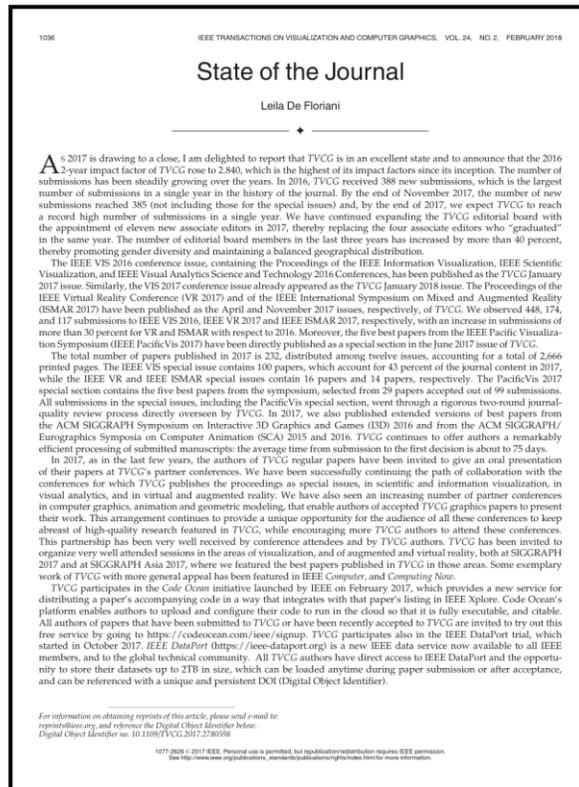 1036
IEEE TRANSACTIONS ON VISUALIZATION AND COMPUTER GRAPHICS, VOL. 24, NO. 2, FEBRUARY 2018
State of the Journal
Leila De Floriani
AS 2017 is drawing to a close, I am delighted to report that TVCG is in an excellent state and to announce that the 2016
2-year impact factor of TVCG rose to 2.840, which is the highest of its impact factors since its inception. The number of
submissions has been steadily growing over the years. In 2016, TVCG received 388 new submissions, which is the largest
number of submissions in a single year in the history of the journal. By the end of November 2017, the number of new
submissions reached 385 (not including those for the special issues) and, by the end of 2017, we expect TVCG to reach
a record high number of submissions in a single year. We have continued expanding the TVCG editorial board with
the appointment of eleven new associate editors in 2017, thereby replacing the four associate editors who "graduated"
in the same year. The number of editorial board members in the last three years has increased by more than 40 percent,
thereby promoting gender diversity and maintaining a balanced geographical distribution.
The IEEE VIS 2016 conference issue, containing the Proceedings of the IEEE Information Visualization, IEEE Scientific
Visualization, and IEEE Visual Analytics Science and Technology 2016 Conferences, has been published as the TVCG January
2017 issue. Similarly, the VIS 2017 conference issue already appeared as the TVCG January 2018 issue. The Proceedings of the
IEEE Virtual Reality Conference (VR 2017) and of the IEEE International Symposium on Mixed and Augmented Reality
(ISMAR 2017) have been published as the April and November 2017 issues, respectively, of TVCG. We observed 448, 174,
and 117 submissions to IEEE VIS 2016, IEEE VR 2017 and IEEE ISMAR 2017, respectively, with an increase in submissions of
more than 30 percent for VR and ISMAR with respect to 2016. Moreover, the five best papers from the IEEE Pacific Visualiza-
tion Symposium (IEEE PacificVis 2017) have been directly published as a special section in the June 2017 issue of TVCG.
The total number of papers published in 2017 is 232, distributed among twelve issues, accounting for a total of 2,666
printed pages. The IEEE VIS special issue contains 100 papers, which account for 43 percent of the journal content in 2017,
while the IEEE VR and IEEE ISMAR special issues contain 16 papers and 14 papers, respectively. The PacificVis 2017
special section contains the five best papers from the symposium, selected from 29 papers accepted out of 99 submissions.
All submissions in the special issues, including the PacificVis special section, went through a rigorous two-round journal-
quality review process directly overseen by TVCG. In 2017, we also published extended versions of best papers from
the ACM SIGGRAPH Symposium on Interactive 3D Graphics and Games (I3D) 2016 and from the ACM SIGGRAPH/
Eurographics Symposia on Computer Animation (SCA) 2015 and 2016. TVCG continues to offer authors a remarkably
efficient processing of submitted manuscripts: the average time from submission to the first decision is about 75 days.
In 2017, as in the last few years, the authors of TVCG regular papers have been invited to give an oral presentation
of their papers at TVCG's partner conferences. We have been successfully continuing the path of collaboration with the
conferences for which TVCG publishes the proceedings as special issues, in scientific and information visualization, in
visual analytics, and in virtual and augmented reality. We have also seen an increasing number of partner conferences
in computer graphics, animation and geometric modeling, that enable authors of accepted TVCG graphics papers to present
their work. This arrangement continues to provide a unique opportunity for the audience of all these conferences to keep
abreast of high-quality research featured in TVCG, while encouraging more TVCG authors to attend these conferences.
This partnership has been very well received by conference attendees and by TVCG authors. TVCG has been invited to
organize very well attended sessions in the areas of visualization, and of augmented and virtual reality, both at SIGGRAPH
2017 and at SIGGRAPH Asia 2017, where we featured the best papers published in TVCG in those areas. Some exemplary
work of TVCG with more general appeal has been featured in IEEE Computer, and Computing Now.
TVCG participates in the Code Ocean initiative launched by IEEE on February 2017, which provides a new service for
distributing a paper's accompanying code in a way that integrates with that paper's listing in IEEE Xplore. Code Ocean's
platform enables authors to upload and configure their code to run in the cloud so that it is fully executable, and citable.
All authors of papers that have been submitted to TVCG or have been recently accepted to TVCG are invited to try out this
free service by going to https://codeocean.com/ieee/signup. TVCG participates also in the IEEE DataPort trial, which
started in October 2017. IEEE DataPort (https://ieee-dataport.org) is a new IEEE data service now available to all IEEE
members, and to the global technical community. All TVCG authors have direct access to IEEE DataPort and the opportu-
nity to store their datasets up to 2TB in size, which can be loaded anytime during paper submission or after acceptance,
and can be referenced with a unique and persistent DOI (Digital Object Identifier).
For information on obtaining reprints of this article, please send e-mail to:
reprints@ieee.org, and reference the Digital Object Identifier below.
Digital Object Identifier no. 10.1109/TVCG.2017.2780598
1077-2626 © 2017 IEEE. Personal use is permitted, but republication/redistribution requires IEEE permission.
See http://www.ieee.org/publications_standards/publications/rights/index.html for more information.